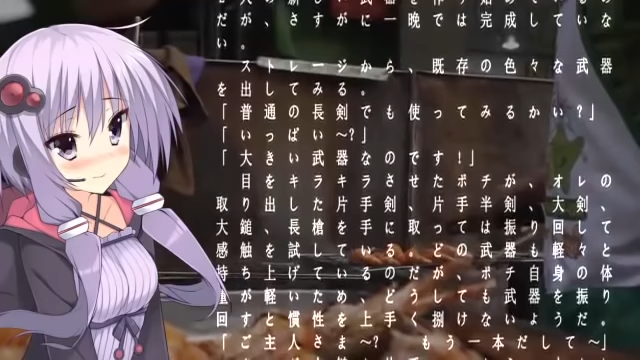 だが、さすがに一晩では完成していな
い。
ストレージから、既存の色々な武器
を出してみる。
「普通の長剣でも使ってみるかい?」
「いっぱい~?」
「大きい武器なのです!」
目をキラキラさせたポチが、オレの
取り出した片手剣、片手半剣、大剣、
大鎚、長槍を手に取っては振り回して
感触を試している。どの武器も軽々と
持ち上げているのだが、ポチ自身の体
重が軽いため、どうしても武器を振り
回すと慣性を上手く捌けないようだ。
「ご主人さま~? もう一本だして~」